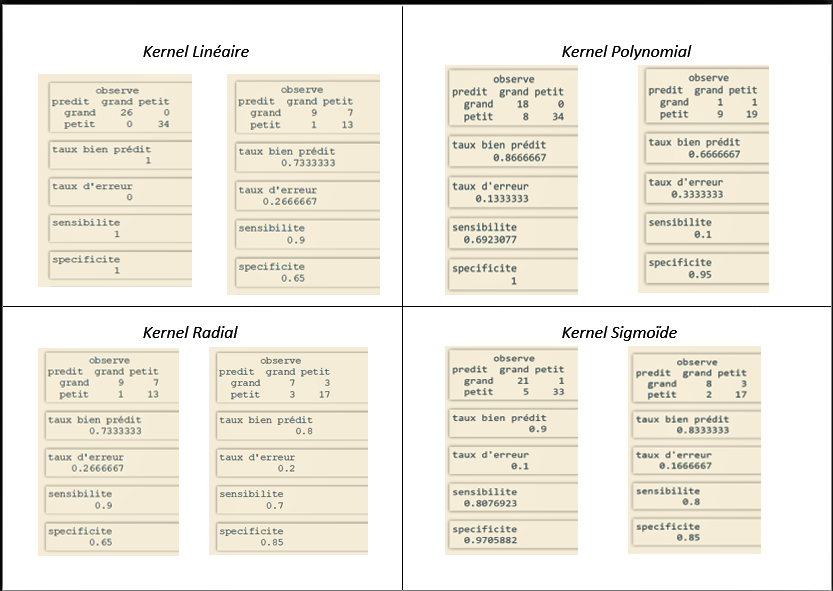 Kernel Linéaire
observe
predit grand petit
grand 26 0
petit 0 34
taux bien prédit
1
taux d'erreur
0
sensibilite
1
specificite
1
observe
predit grand petit
grand 9 7
petit 1 13
taux bien prédit
0.7333333
taux d'erreur
0.2666667
sensibilite
0.9
specificite
0.65
Kernel Polynomial
observe
predit grand petit
grand 18 0
petit 8 34
taux bien prédit
0.8666667
taux d'erreur
0.1333333
sensibilite
0.6923077
specificite
1
observe
predit grand petit
grand 1 1
petit 9 19
taux bien prédit
0.6666667
taux d'erreur
0.3333333
sensibilite
0.1
specificite
0.95
Kernel Radial
observe
predit grand petit
grand 9 7
petit 1 13
taux bien prédit
0.7333333
taux d'erreur
0.2666667
sensibilite
0.9
specificite
0.65
observe
predit grand petit
grand 7 3
petit 3 17
taux bien prédit
0.8
taux d'erreur
0.2
sensibilite
0.7
specificite
0.85
Kernel Sigmoïde
observe
predit grand petit
grand 21 1
petit 5 33
taux bien prédit
0.9
taux d'erreur
0.1
sensibilite
0.8076923
specificite
0.9705882
observe
predit grand petit
grand 8 3
petit 2 17
taux bien prédit
0.8333333
taux d'erreur
0.1666667
sensibilite
0.8
specificite
0.85